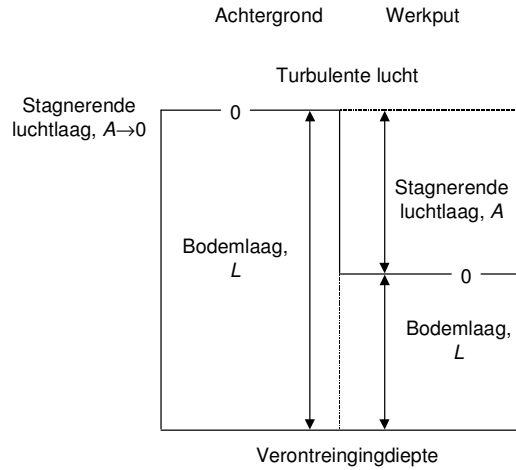 Achtergrond
Werkput
Turbulente lucht
Stagnerende
luchtlaag, A→0
0
Stagnerende
luchtlaag, A
Bodemlaag,
L
0
Bodemlaag,
L
Verontreingingdiepte